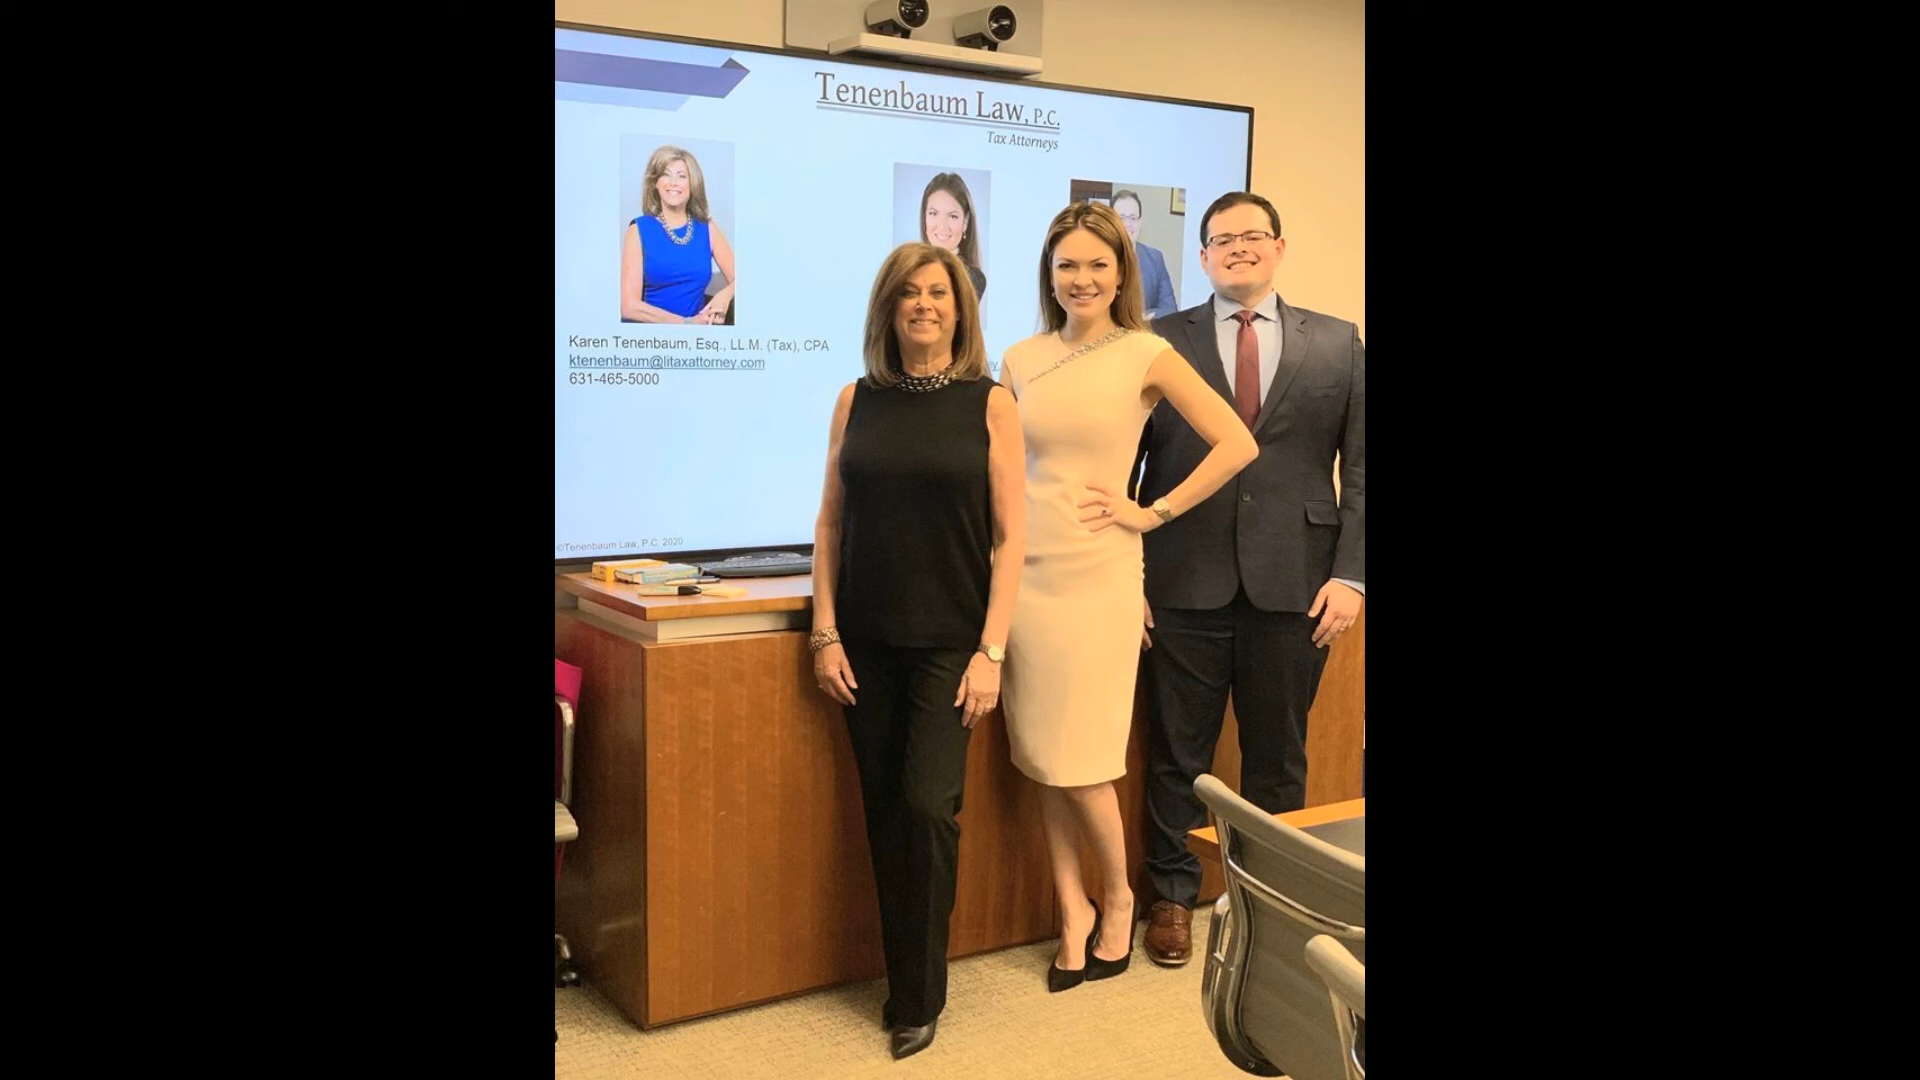 Tenenbaum Law, P.C.
Tax Attorneys
Karen Tenenbaum, Esq., LL.M. (Tax), CPA
ktenenbaum@litaxattorney.com
631-465-5000
©Tenenbaum Law, P.C. 2020